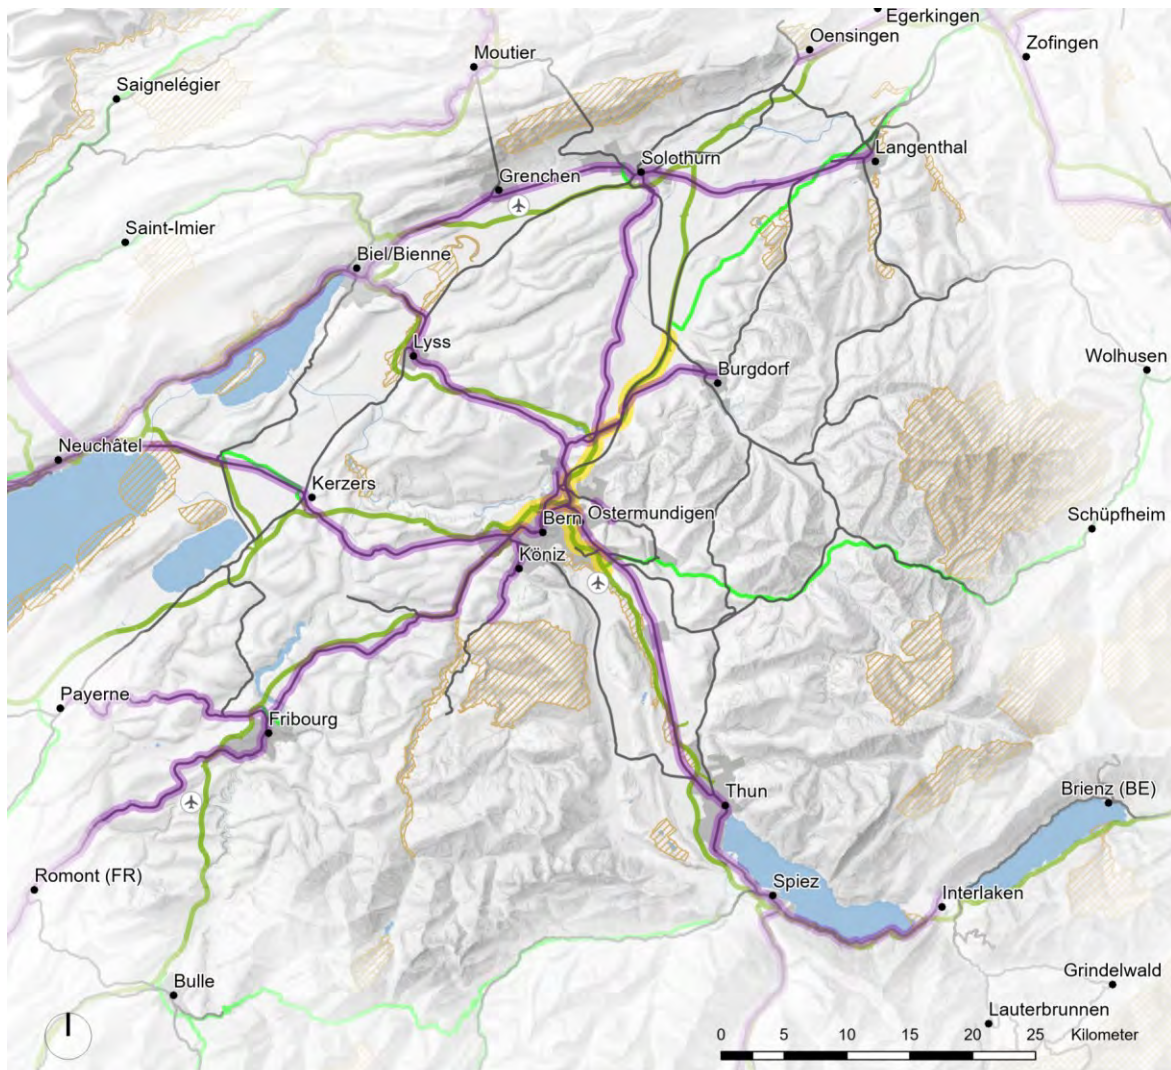 Egerkingen
Oensingen
Zofingen
Moutier
Saignelégier
Solothurn
Langenthal
Grenchen
Saint-Imier
Biel/Bienne
Lyss
Wolhusen
Burgdorf
Neuchâtel
Kerzers
Ostermundigen
Bern
Schüpfheim
Köniz
Payerne
Fribourg
Thun
Brienz (BE)
Romont (FR)
Spiez
Interlaken
Bulle
Grindelwald
Lauterbrunnen
0 5 10 15 20 25 Kilometer